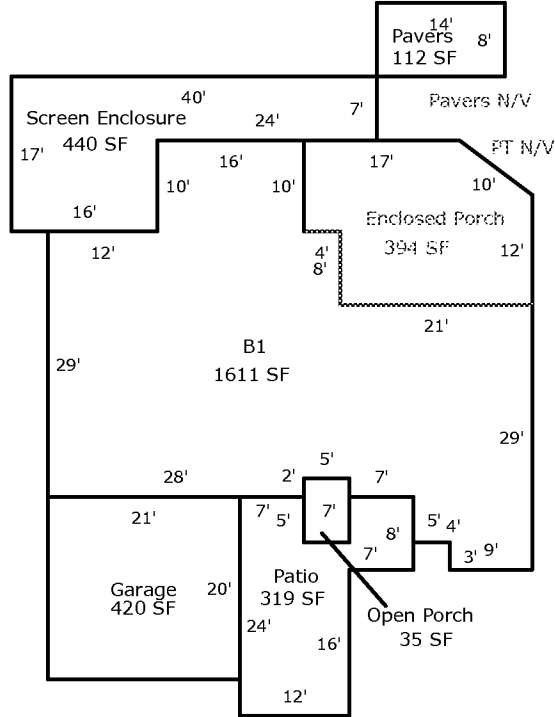 14'
Pavers
8'
112 SF
40'
7'
Pavers N/V
Screen Enclosure
24'
440 SF
PT N/V
17'
16'
17'
10'
10'
10'
16'
Enclosed Porch
12'
4'
394 SF
12'
8'
21'
B1
29'
1611 SF
29'
5'
28'
2'
7'
21'
7'
5'
7'
8'
5'
4'
7'
3'
9'
Garage
20'
Patio
420 SF
319 SF
Open Porch
24'
16'
35 SF
12'